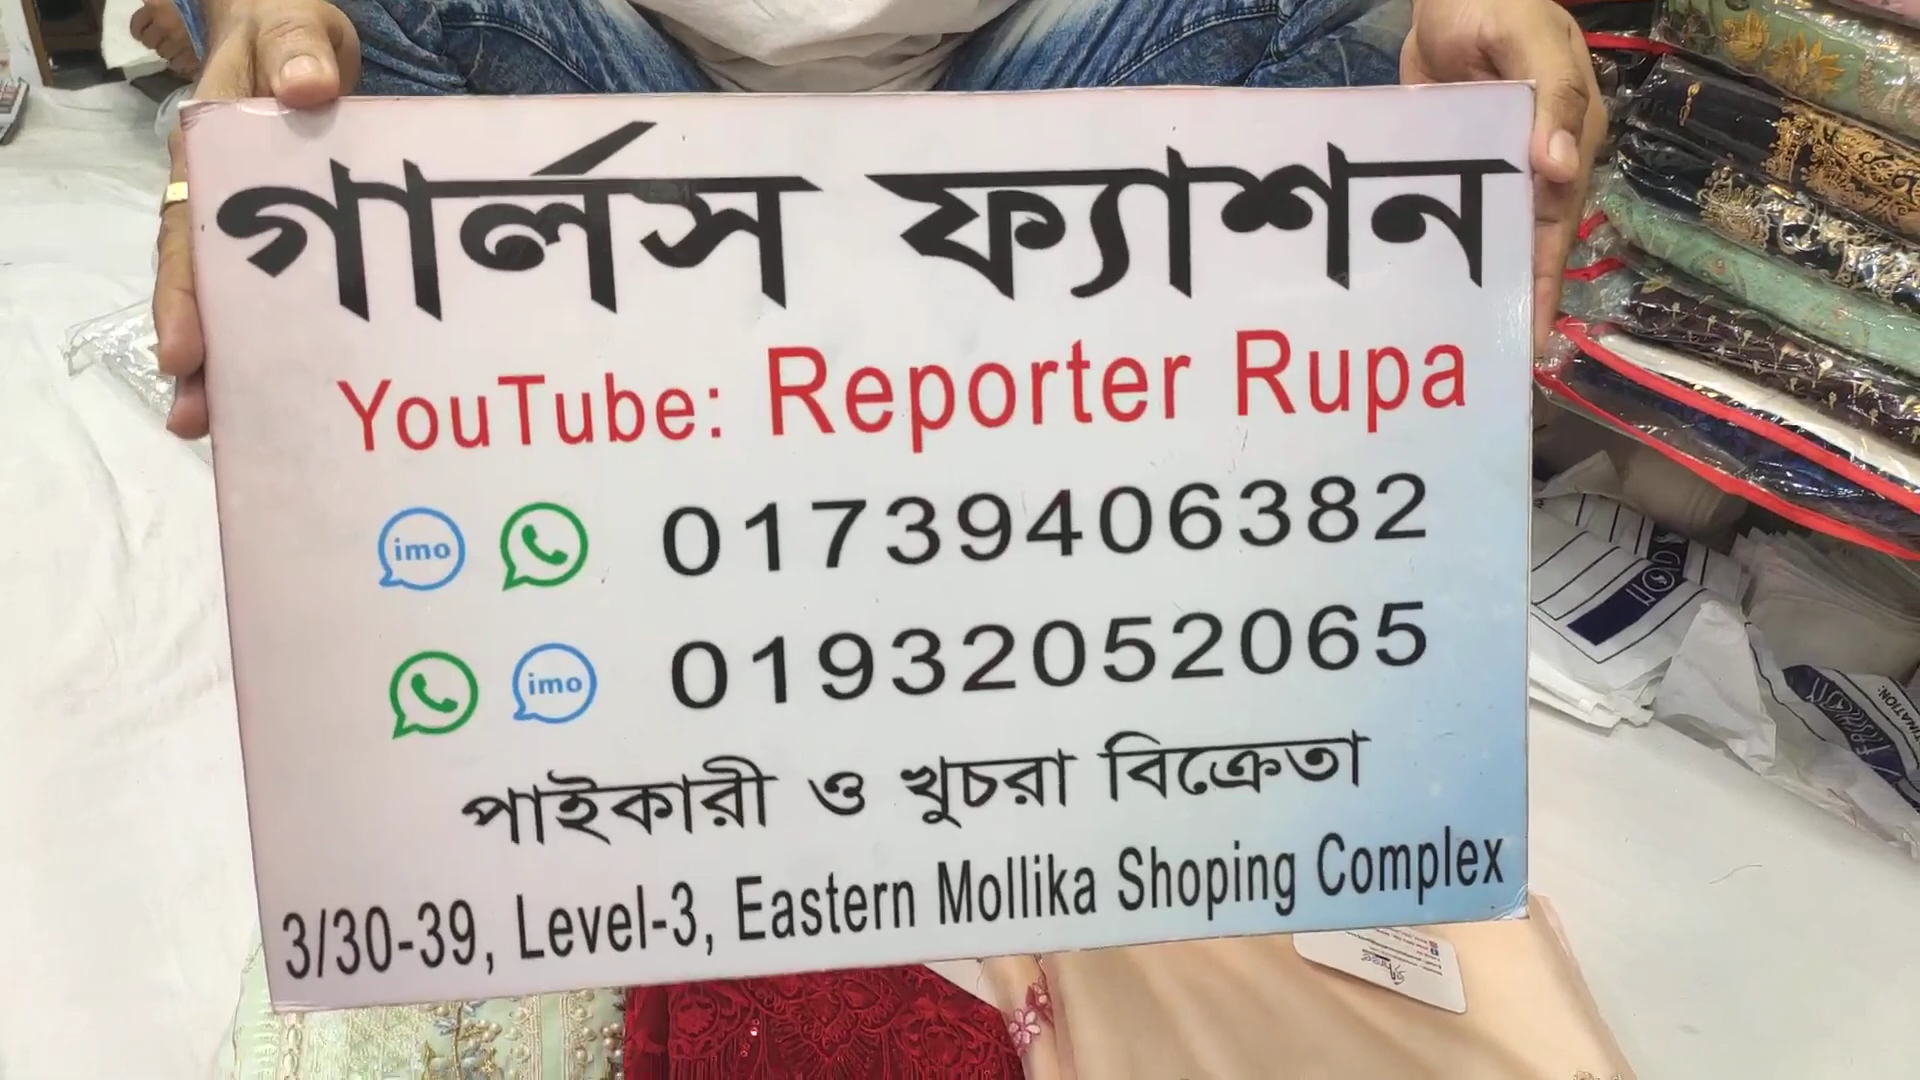 গার্লস ফ্যাশন
YouTube: Reporter Rupa
imo 01739406382
imo 01932052065
পাইকারী ও খুচরা বিক্রেতা
3/30-39, Level-3, Eastern Mollika Shoping Complex